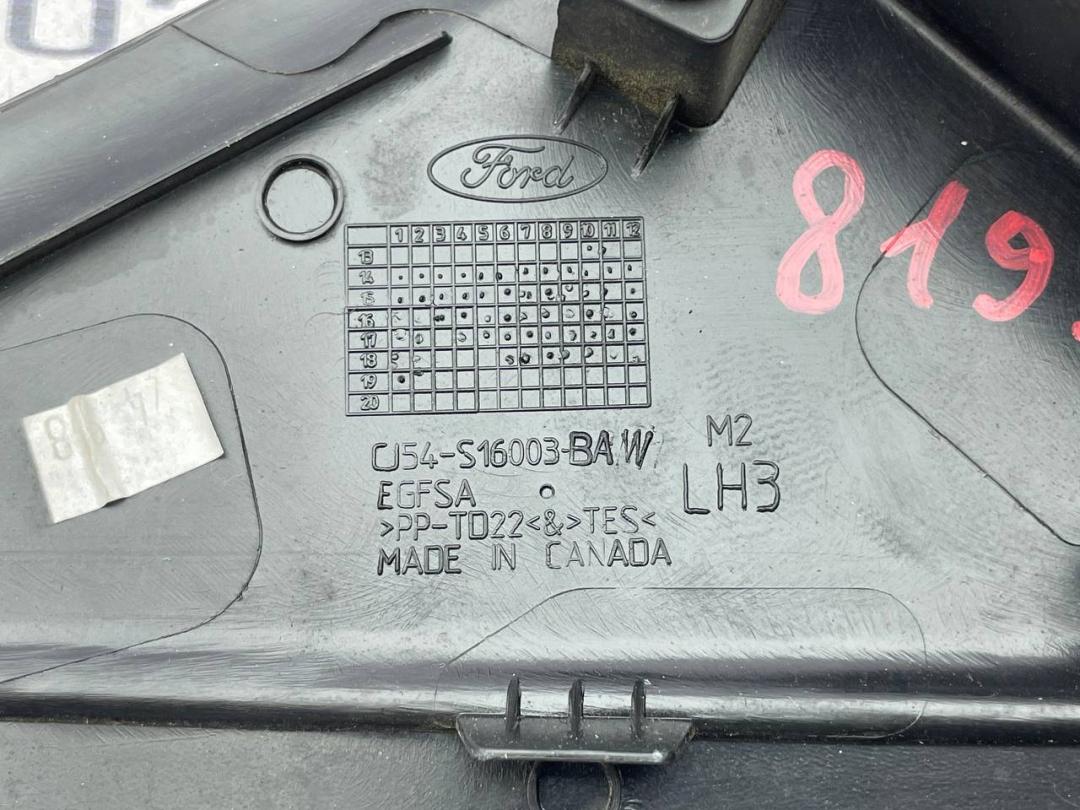 Ford
1 2 3 4 5 6 7 8 9 10 11 12
13
14
15
16
17
18
19
20
819
CJ54-S16003-BAW
M2
EGFSA
LH3
>PP-TD22<&>TES<
MADE IN CANADA